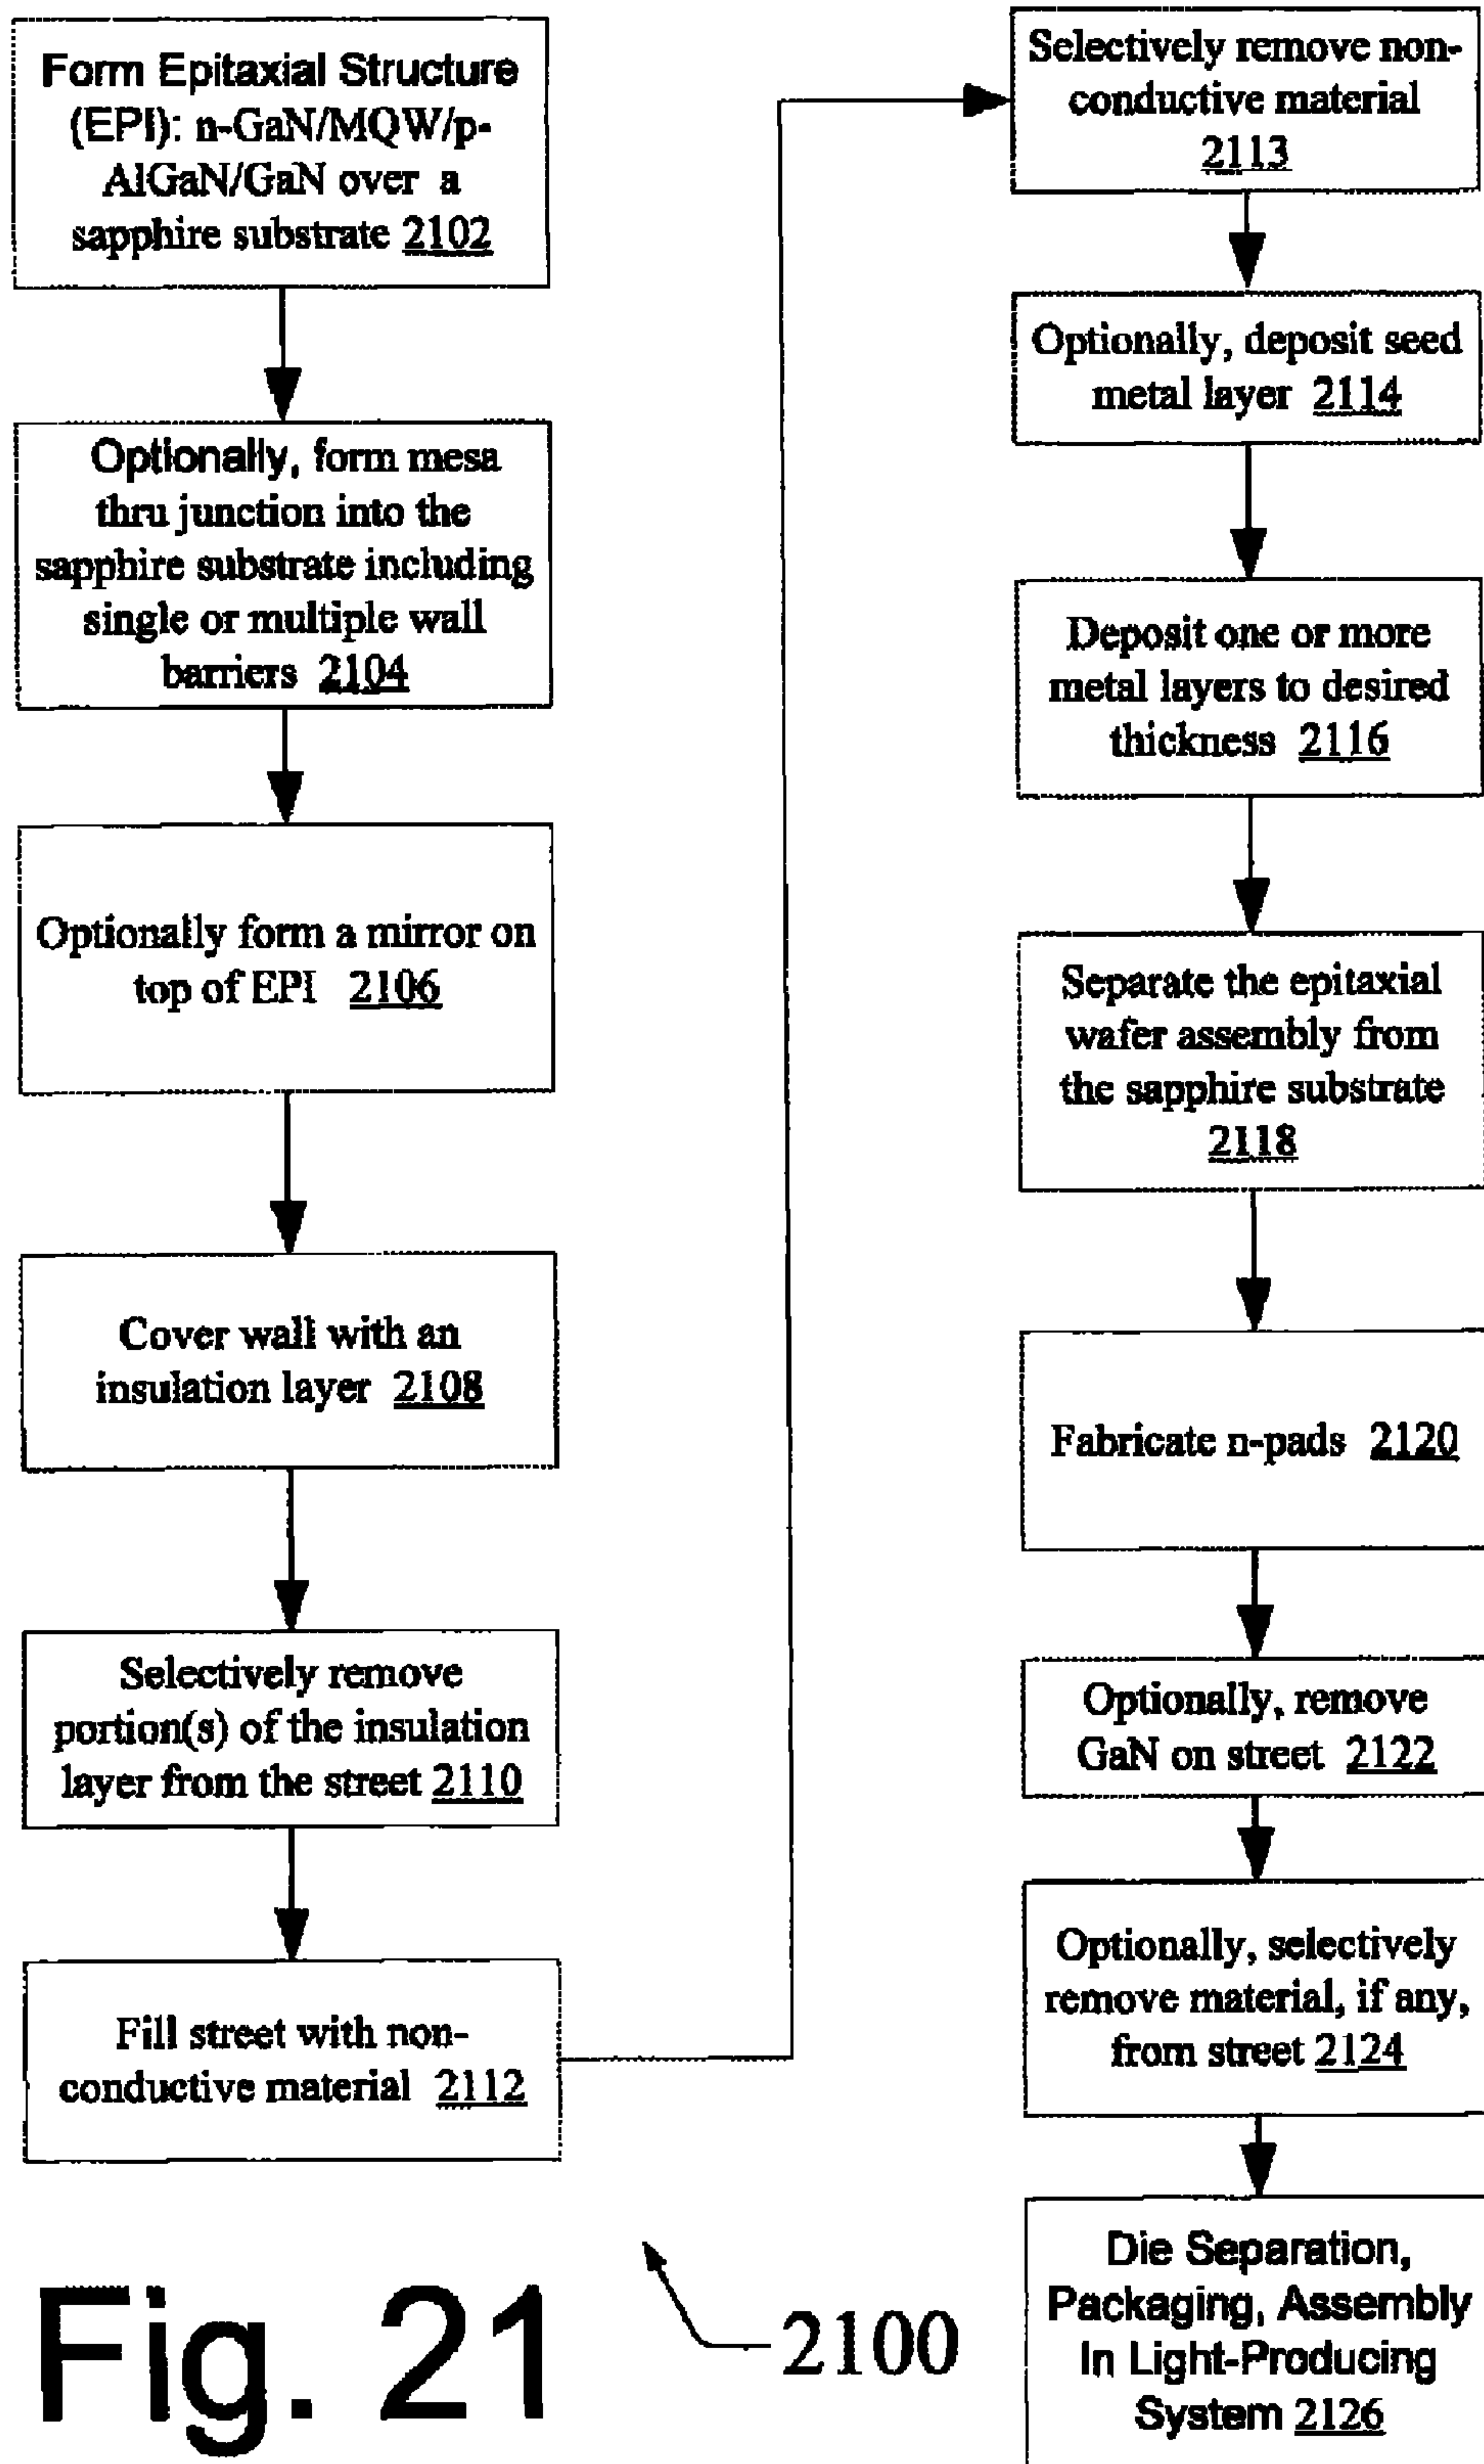 Form Epitaxial Structure
(EPI): n-GaN/MQW/p-
AlGaN/GaN over a
sapphire substrate 2102
Optionally, form mesa
thru junction into the
sapphire substrate including
single or multiple wall
barriers 2104
Optionally form a mirror on
top of EPI 2106
Cover wall with an
insulation layer 2108
Selectively remove
portion(s) of the insulation
layer from the street 2110
Fill street with non-
conductive material 2112
Selectively remove non-
conductive material
2113
Optionally, deposit seed
metal layer 2114
Deposit one or more
metal layers to desired
thickness 2116
Separate the epitaxial
wafer assembly from
the sapphire substrate
2118
Fabricate n-pads 2120
Optionally, remove
GaN on street 2122
Optionally, selectively
remove material, if any,
from street 2124
Die Separation,
Packaging, Assembly
In Light-Producing
System 2126
Fig. 21
2100